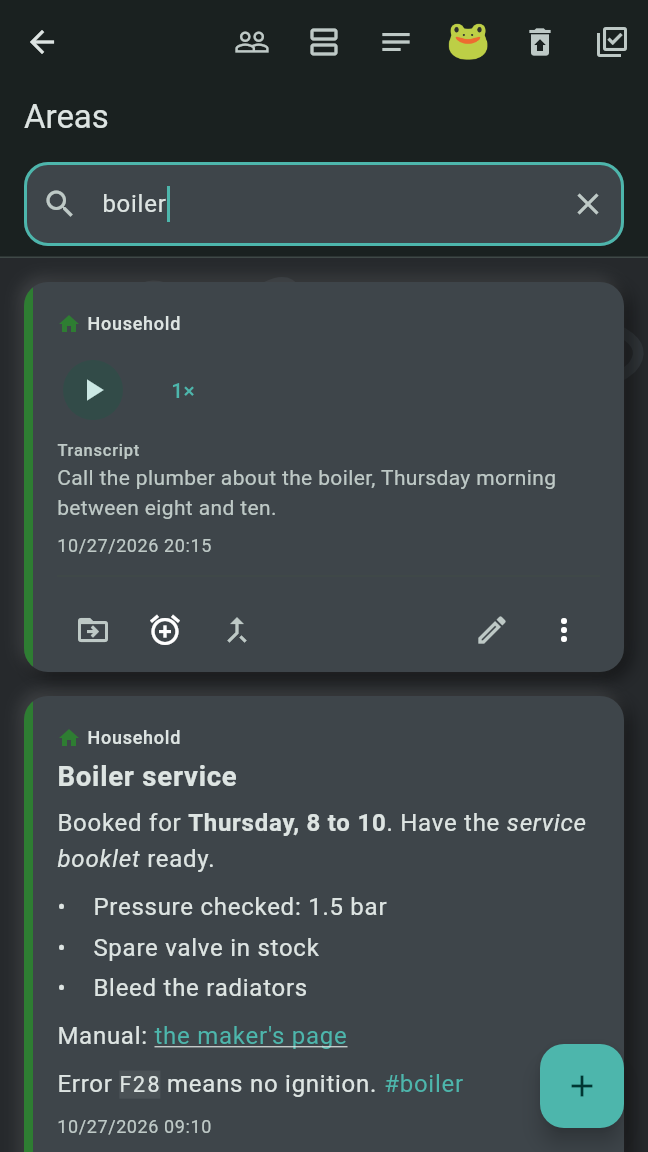 Areas
boiler
Household
1×
Transcript
Call the plumber about the boiler, Thursday morning
between eight and ten.
10/27/2026 20:15
Household
Boiler service
Booked for Thursday, 8 to 10. Have the service
booklet ready.
• Pressure checked: 1.5 bar
• Spare valve in stock
• Bleed the radiators
Manual: the maker's page
Error F28 means no ignition. #boiler
10/27/2026 09:10